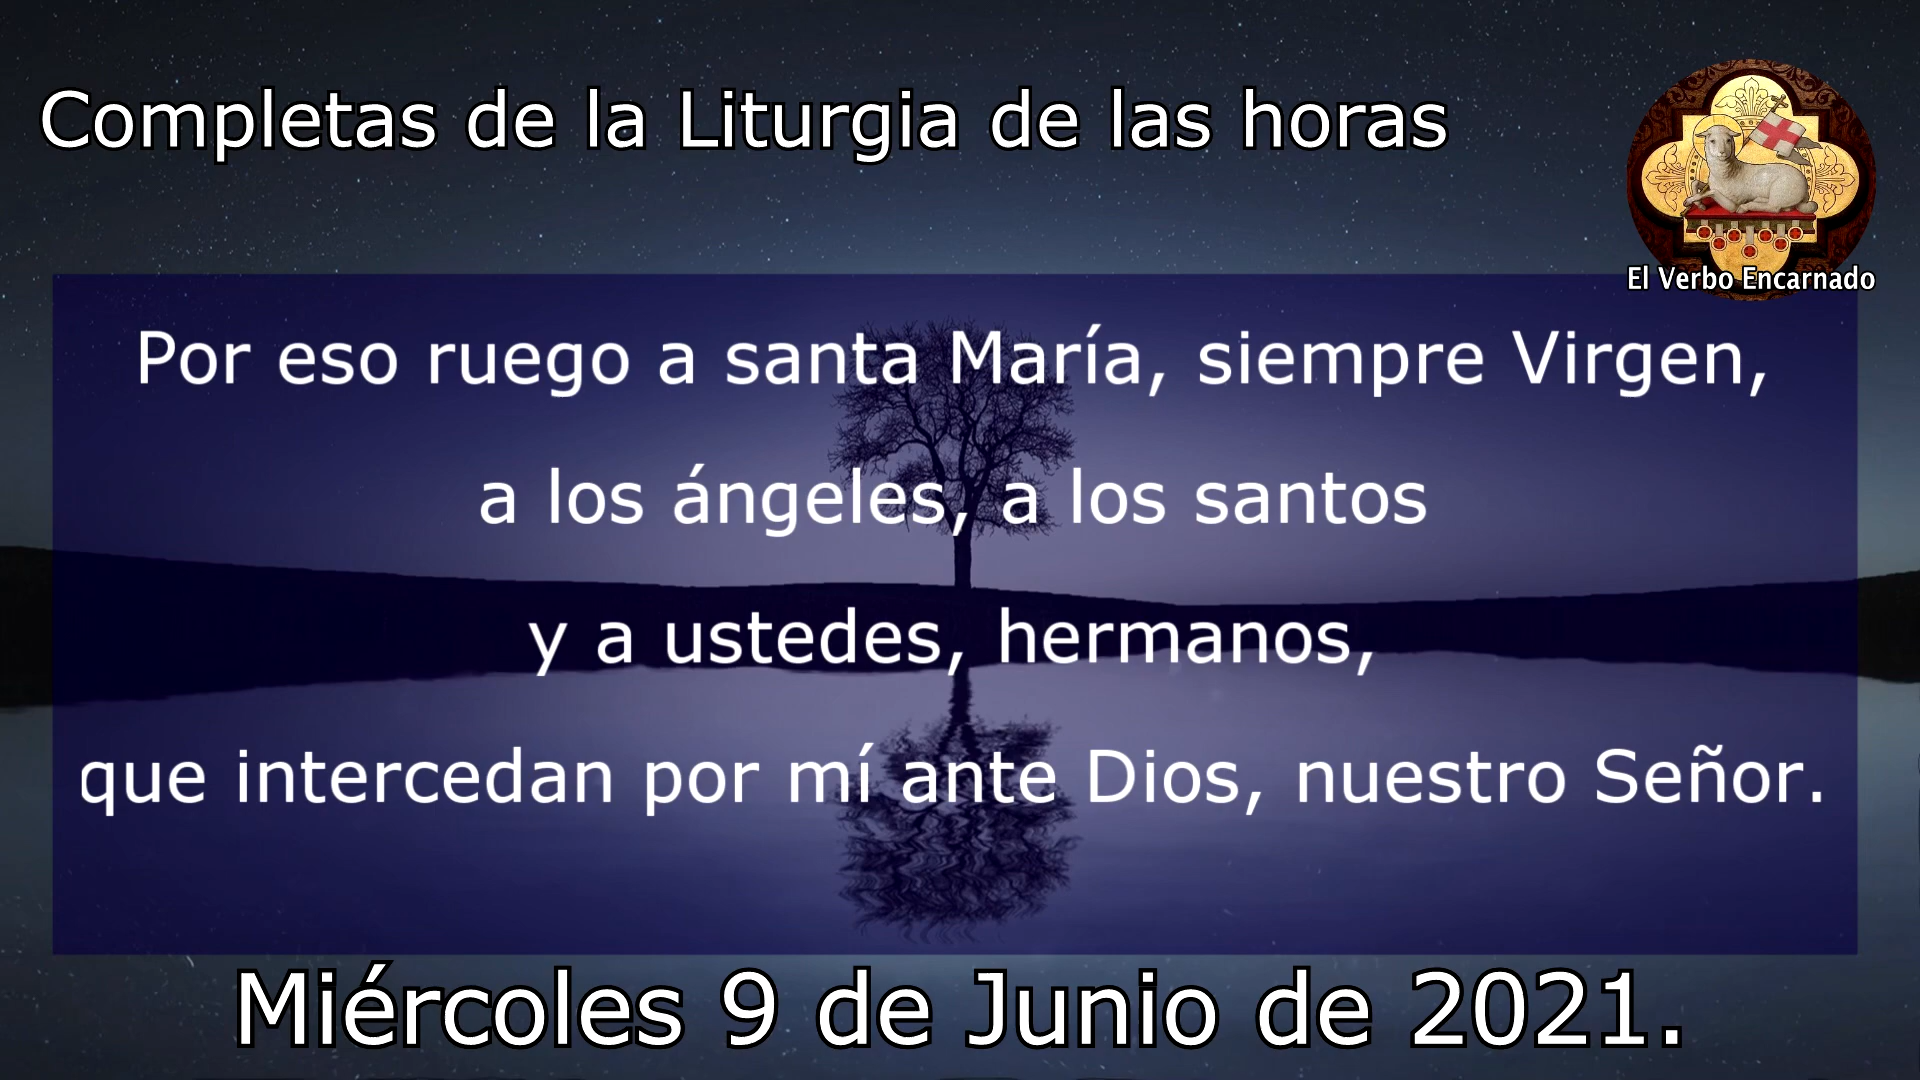 Completas de la Liturgia de las horas
El Verbo Encarnado
Por eso ruego a santa María, siempre Virgen,
a los ángeles, a los santos
y a ustedes, hermanos,
que intercedan por mí ante Dios, nuestro Señor.
Miércoles 9 de Junio de 2021.